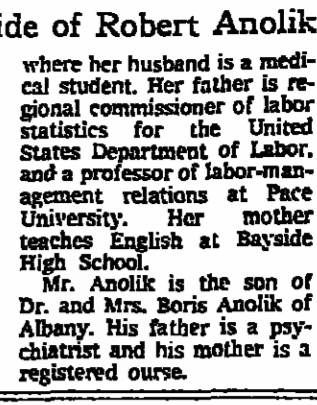 ide of Robert Anolik
where her husband is a medi-
cal student. Her father is re-
gional commissioner of labor
statistics for the United
States Department of Labor,
and a professor of labor-man-
agement relations at Pace
University. Her mother
teaches English at Bayside
High School.
Mr. Anolik is the son of
Dr. and Mrs. Boris Anolik of
Albany. His father is a psy-
chiatrist and his mother is a
registered ourse.